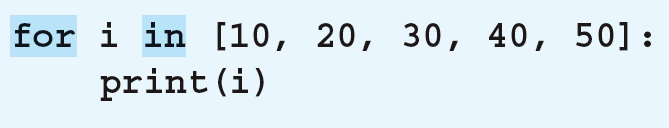 for i in [10, 20, 30, 40, 50]:
    print(i)